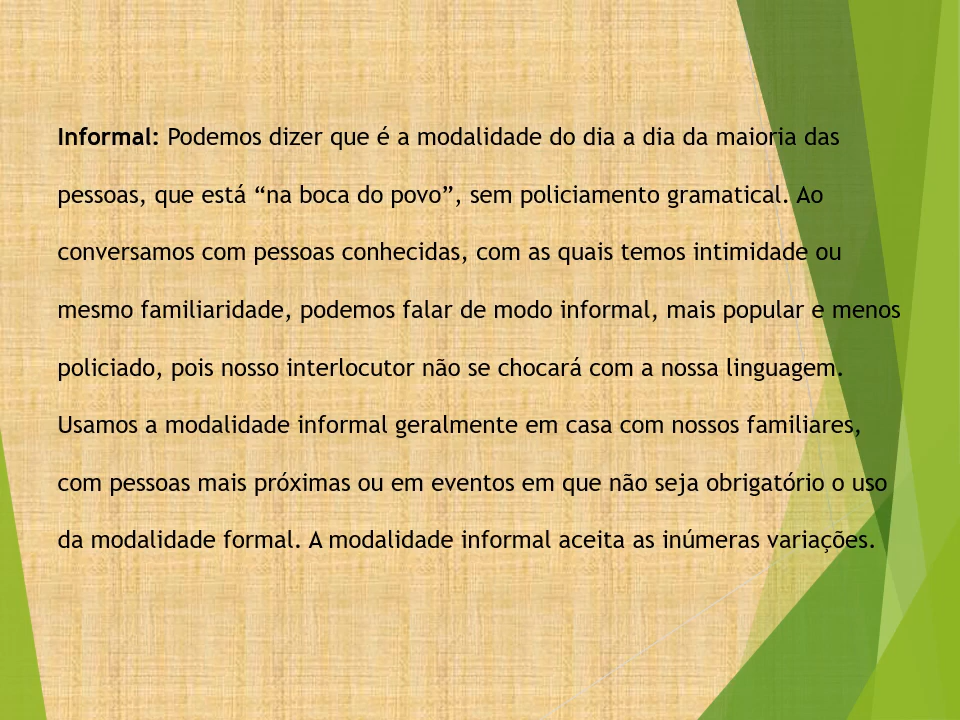 Informal: Podemos dizer que é a modalidade do dia a dia da maioria das
pessoas, que está “na boca do povo”, sem policiamento gramatical. Ao
conversamos com pessoas conhecidas, com as quais temos intimidade ou
mesmo familiaridade, podemos falar de modo informal, mais popular e menos
policiado, pois nosso interlocutor não se chocará com a nossa linguagem.
Usamos a modalidade informal geralmente em casa com nossos familiares,
com pessoas mais próximas ou em eventos em que não seja obrigatório o uso
da modalidade formal. A modalidade informal aceita as inúmeras variações.